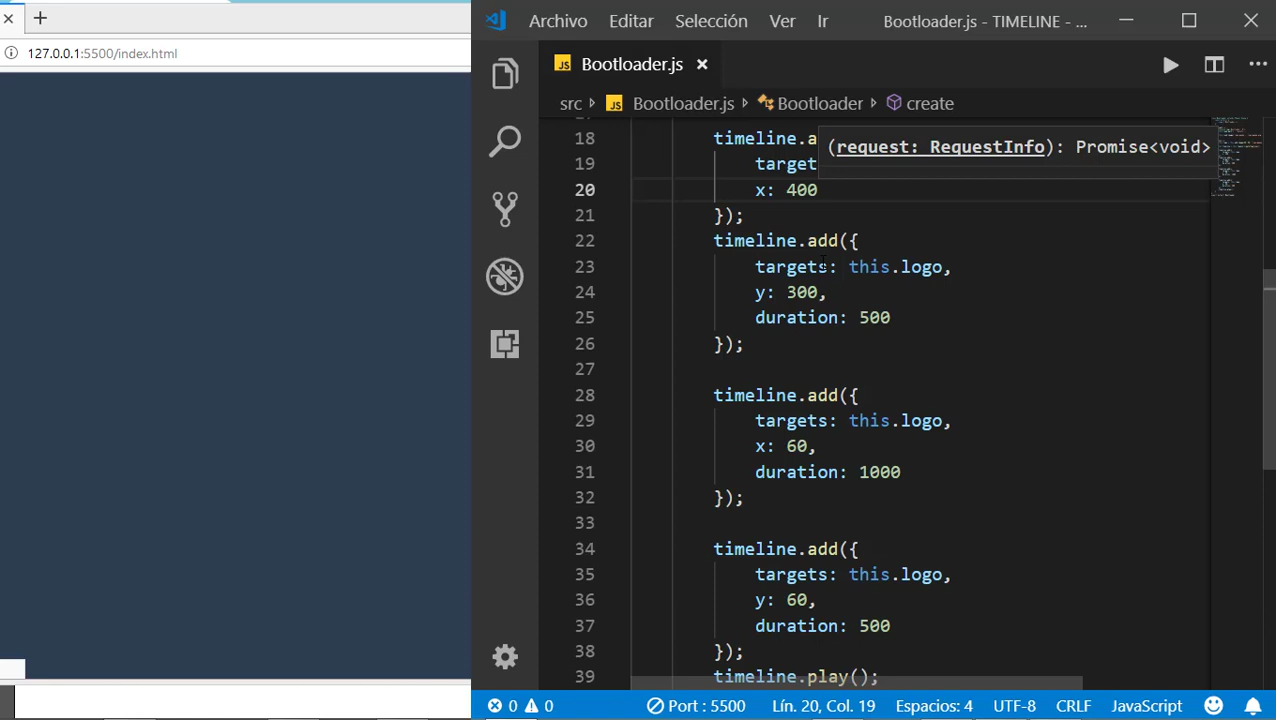 127.0.0.1:5500/index.html
Archivo Editar Selección Ver Ir Bootloader.js - TIMELINE - ...
JS Bootloader.js
src JS Bootloader.js Bootloader create
(request: RequestInfo): Promise<void>
18 timeline.a
19 target
20 x: 400
21 });
22 timeline.add({
23 targets: this.logo,
24 y: 300,
25 duration: 500
26 });
27
28 timeline.add({
29 targets: this.logo,
30 x: 60,
31 duration: 1000
32 });
33
34 timeline.add({
35 targets: this.logo,
36 y: 60,
37 duration: 500
38 });
39 timeline.play();
0 0 Port : 5500 Lín. 20, Col. 19 Espacios: 4 UTF-8 CRLF JavaScript